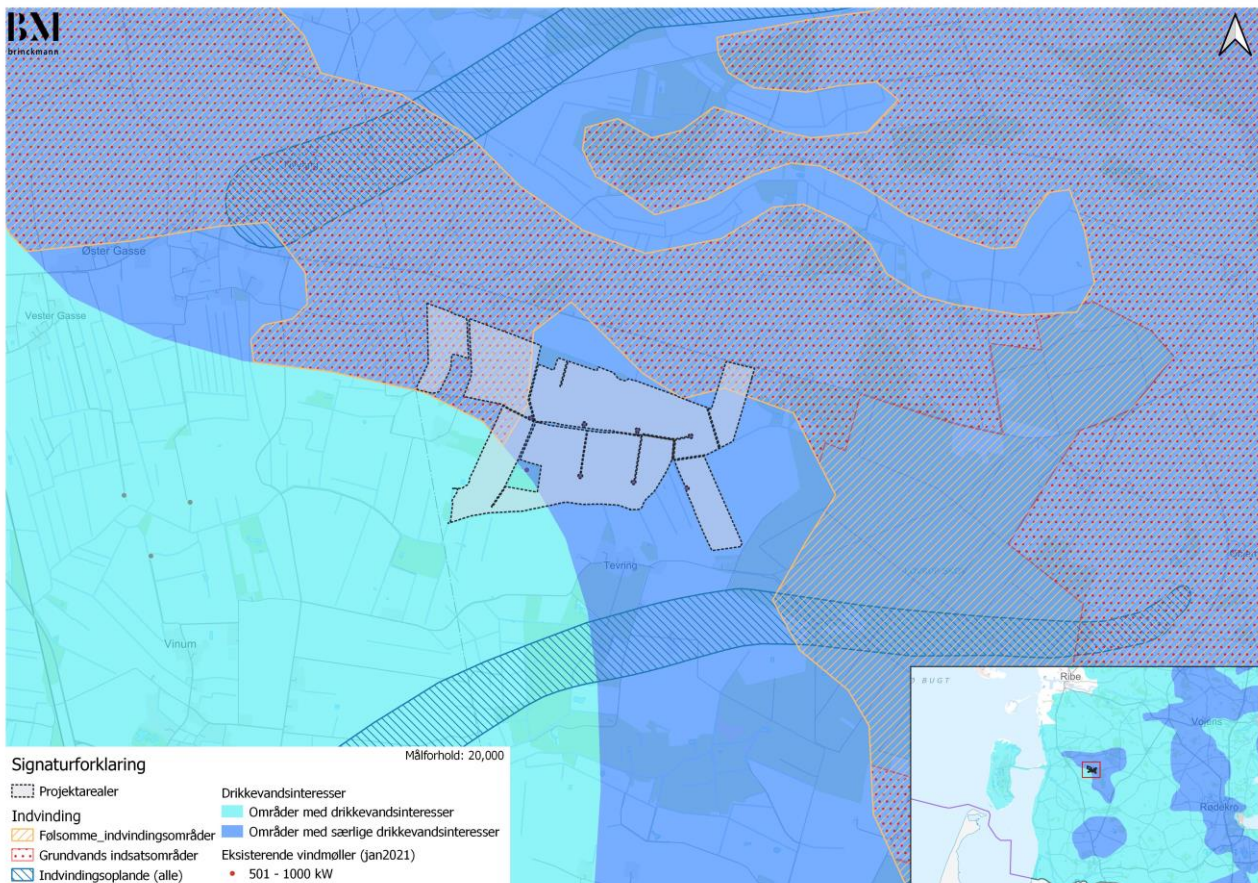 BM
brinckmann
Øster Gasse
Vester Gasse
Tevring
Vinum
Målforhold: 20,000
Signaturforklaring
Projektarealer
Indvinding
Følsomme_indvindingsområder
Grundvands indsatsområder
Indvindingsoplande (alle)
Drikkevandsinteresser
Områder med drikkevandsinteresser
Områder med særlige drikkevandsinteresser
Eksisterende vindmøller (jan2021)
501 - 1000 kW
BUGT
Ribe
Vojens
Rødekro